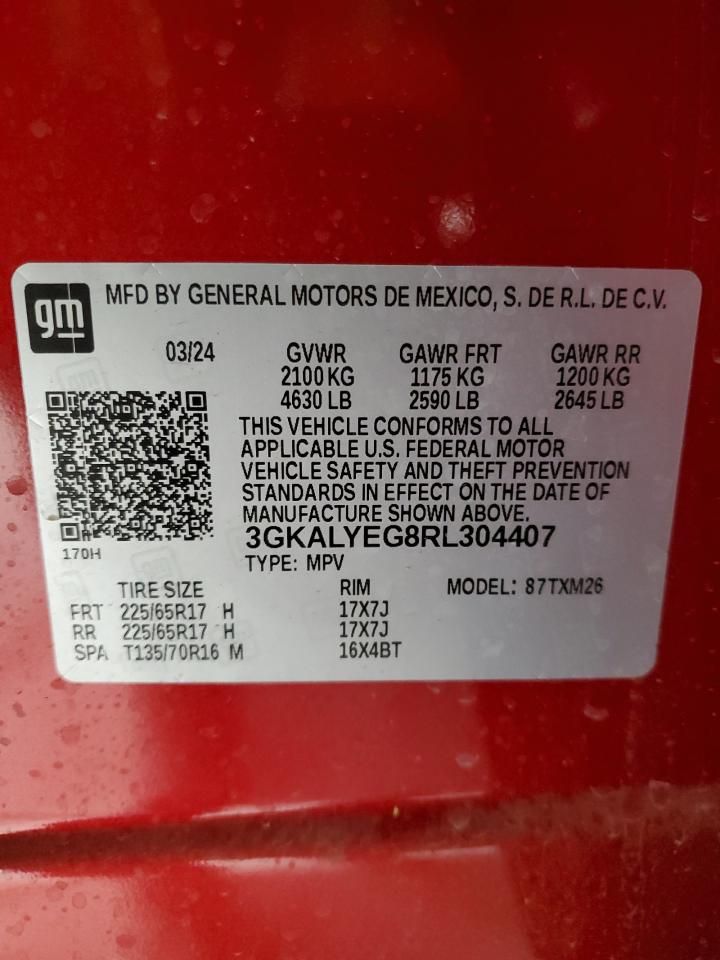 gm
MFD BY GENERAL MOTORS DE MEXICO, S. DE R.L. DE C.V.
03/24 GVWR GAWR FRT GAWR RR
2100 KG 1175 KG 1200 KG
4630 LB 2590 LB 2645 LB
THIS VEHICLE CONFORMS TO ALL
APPLICABLE U.S. FEDERAL MOTOR
VEHICLE SAFETY AND THEFT PREVENTION
STANDARDS IN EFFECT ON THE DATE OF
MANUFACTURE SHOWN ABOVE.
3GKALYEG8RL304407
170H
TYPE: MPV
TIRE SIZE RIM MODEL: 87TXM26
FRT 225/65R17 H 17X7J
RR 225/65R17 H 17X7J
SPA T135/70R16 M 16X4BT